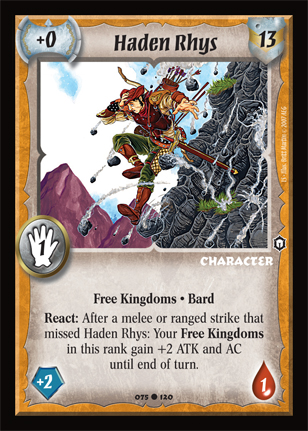 +0
Haden Rhys
13
CHARACTER
Free Kingdoms • Bard
React: After a melee or ranged strike that
missed Haden Rhys: Your Free Kingdoms
in this rank gain +2 ATK and AC
until end of turn.
+2
075 ● 120
1